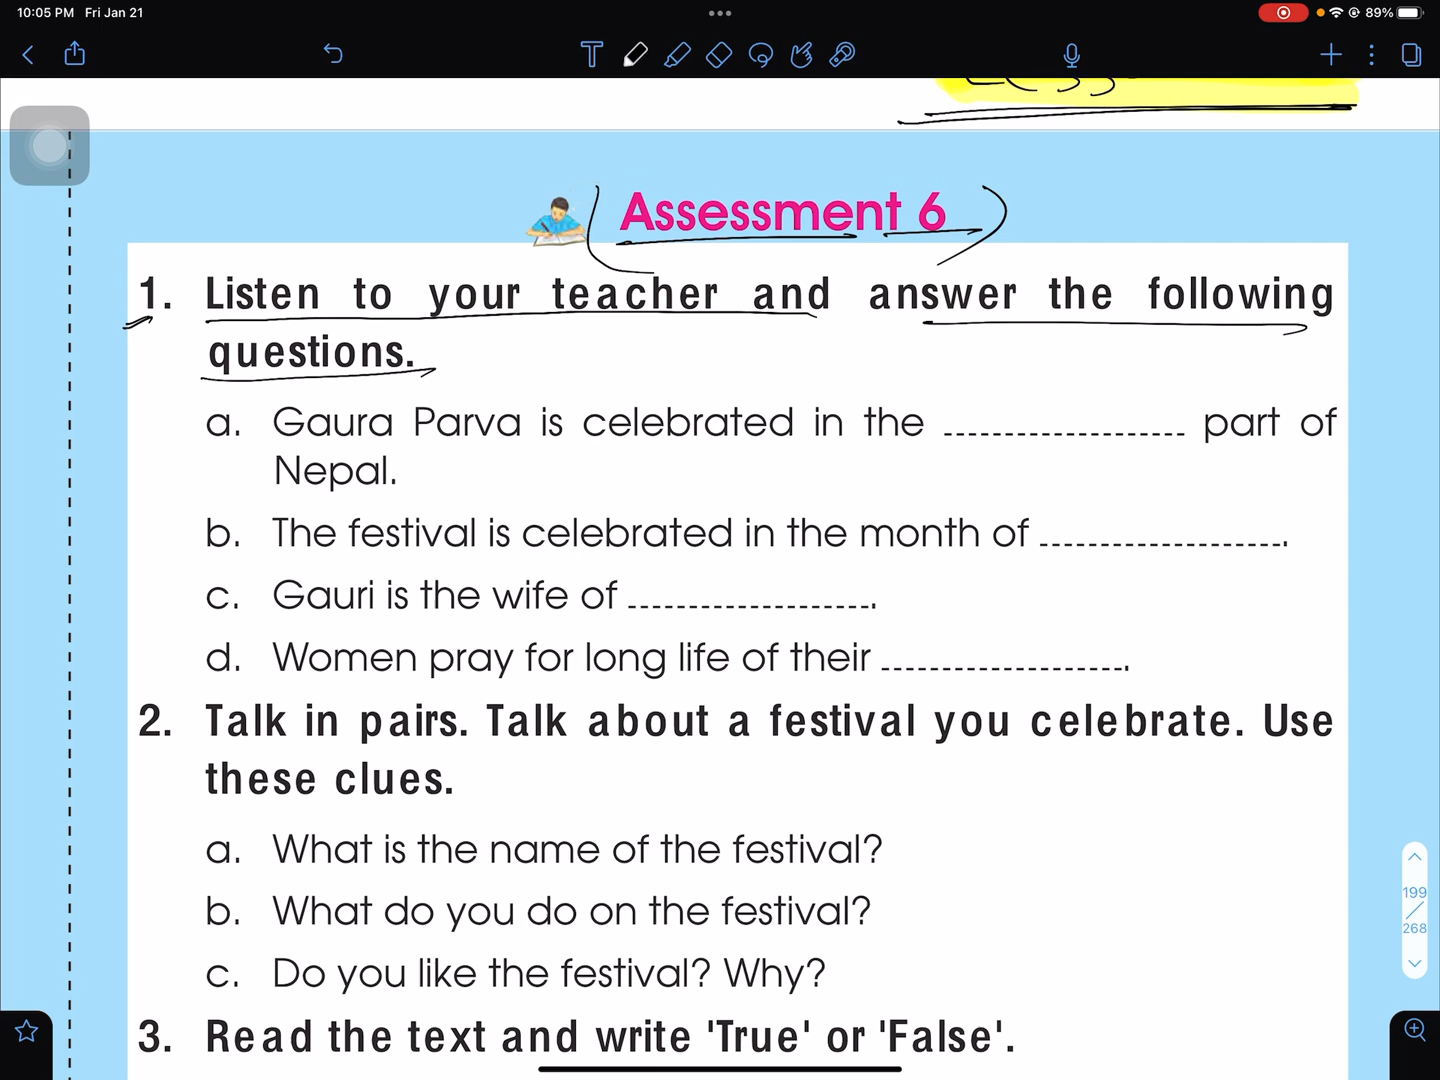 10:05 PM Fri Jan 21
89%
Assessment 6
1. Listen to your teacher and answer the following
questions.
a. Gaura Parva is celebrated in the -------------------- part of
Nepal.
b. The festival is celebrated in the month of --------------------.
c. Gauri is the wife of --------------------.
d. Women pray for long life of their --------------------.
2. Talk in pairs. Talk about a festival you celebrate. Use
these clues.
a. What is the name of the festival?
b. What do you do on the festival?
c. Do you like the festival? Why?
199
/
268
3. Read the text and write 'True' or 'False'.